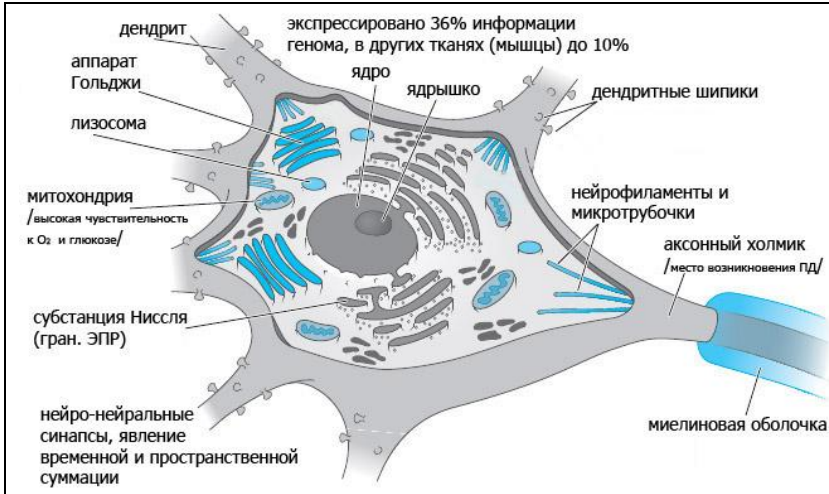 дендрит
экспрессировано 36% информации
генома, в других тканях (мышцы) до 10%
аппарат
Гольджи
ядро
ядрышко
дендритные шипики
лизосома
митохондрия
/высокая чувствительность
к O₂ и глюкозе/
нейрофиламенты и
микротрубочки
аксонный холмик
/место возникновения ПД/
субстанция Ниссля
(гран. ЭПР)
нейро-нейральные
синапсы, явление
временной и пространственной
суммации
миелиновая оболочка